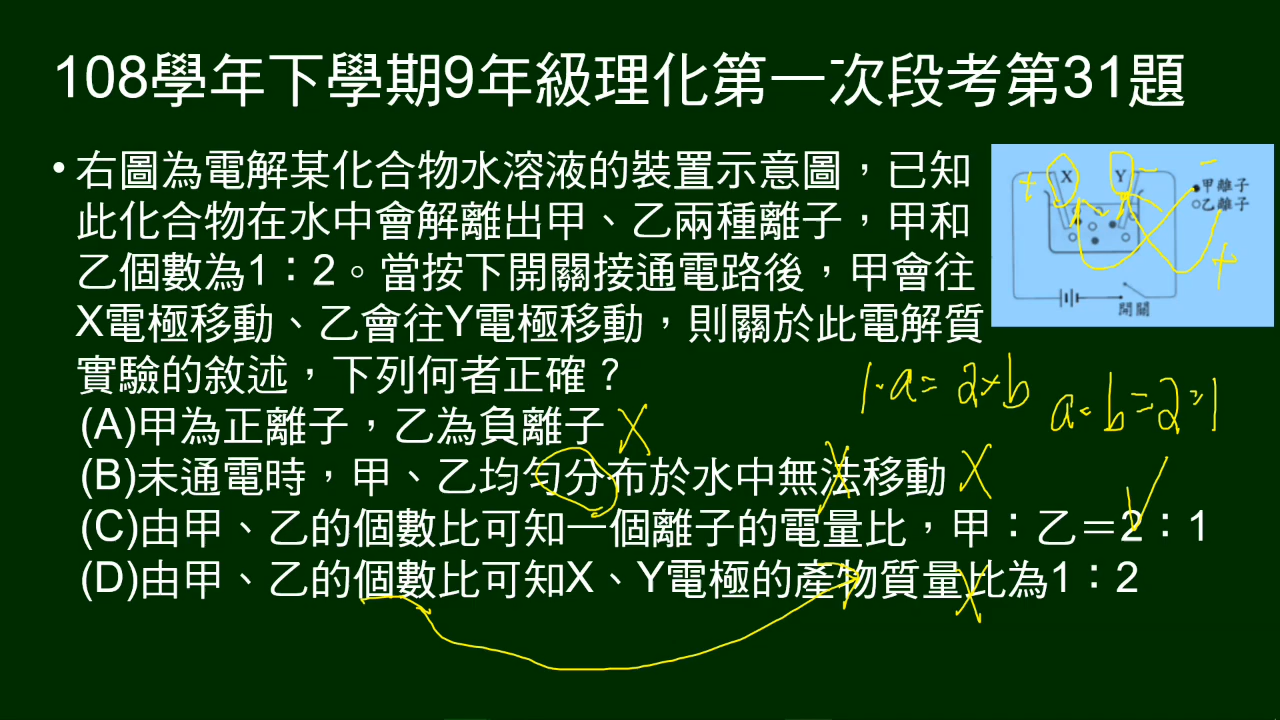 108學年下學期9年級理化第一次段考第31題
• 右圖為電解某化合物水溶液的裝置示意圖，已知
此化合物在水中會解離出甲、乙兩種離子，甲和
乙個數為1：2。當按下開關接通電路後，甲會往
X電極移動、乙會往Y電極移動，則關於此電解質
實驗的敘述，下列何者正確？
(A)甲為正離子，乙為負離子 X
(B)未通電時，甲、乙均勻分布於水中無法移動 X
(C)由甲、乙的個數比可知一個離子的電量比，甲：乙＝2：1
(D)由甲、乙的個數比可知X、Y電極的產物質量比為1：2
+ X Y − −
甲離子
乙離子
+
開關
1·a = 2×b
a:b = 2:1